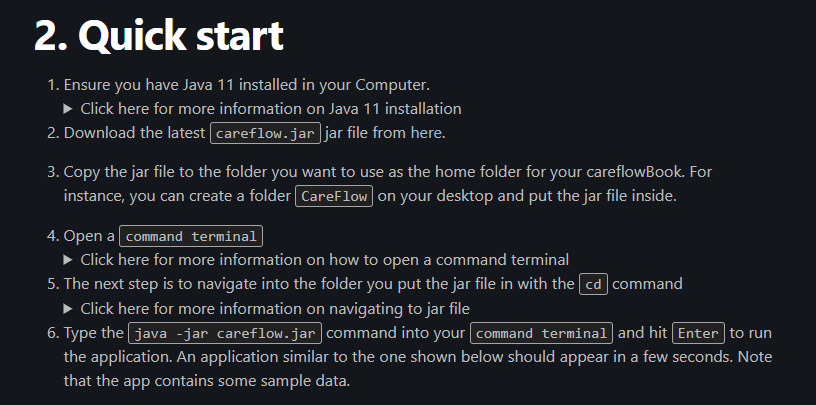 2. Quick start
1. Ensure you have Java 11 installed in your Computer.
▶ Click here for more information on Java 11 installation
2. Download the latest careflow.jar jar file from here.
3. Copy the jar file to the folder you want to use as the home folder for your careflowBook. For
instance, you can create a folder CareFlow on your desktop and put the jar file inside.
4. Open a command terminal
▶ Click here for more information on how to open a command terminal
5. The next step is to navigate into the folder you put the jar file in with the cd command
▶ Click here for more information on navigating to jar file
6. Type the java -jar careflow.jar command into your command terminal and hit Enter to run
the application. An application similar to the one shown below should appear in a few seconds. Note
that the app contains some sample data.